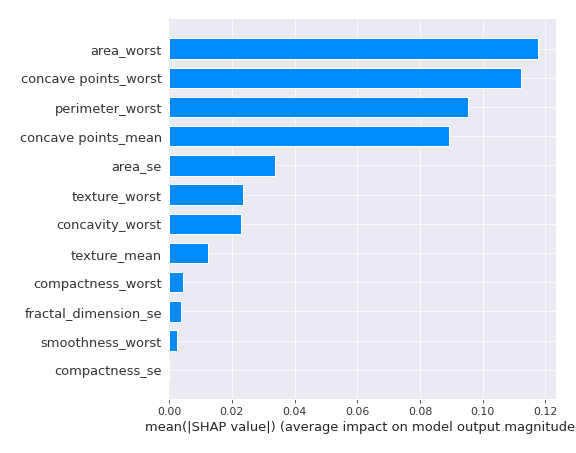 area_worst
concave points_worst
perimeter_worst
concave points_mean
area_se
texture_worst
concavity_worst
texture_mean
compactness_worst
fractal_dimension_se
smoothness_worst
compactness_se
0.00 0.02 0.04 0.06 0.08 0.10 0.12
mean(|SHAP value|) (average impact on model output magnitude